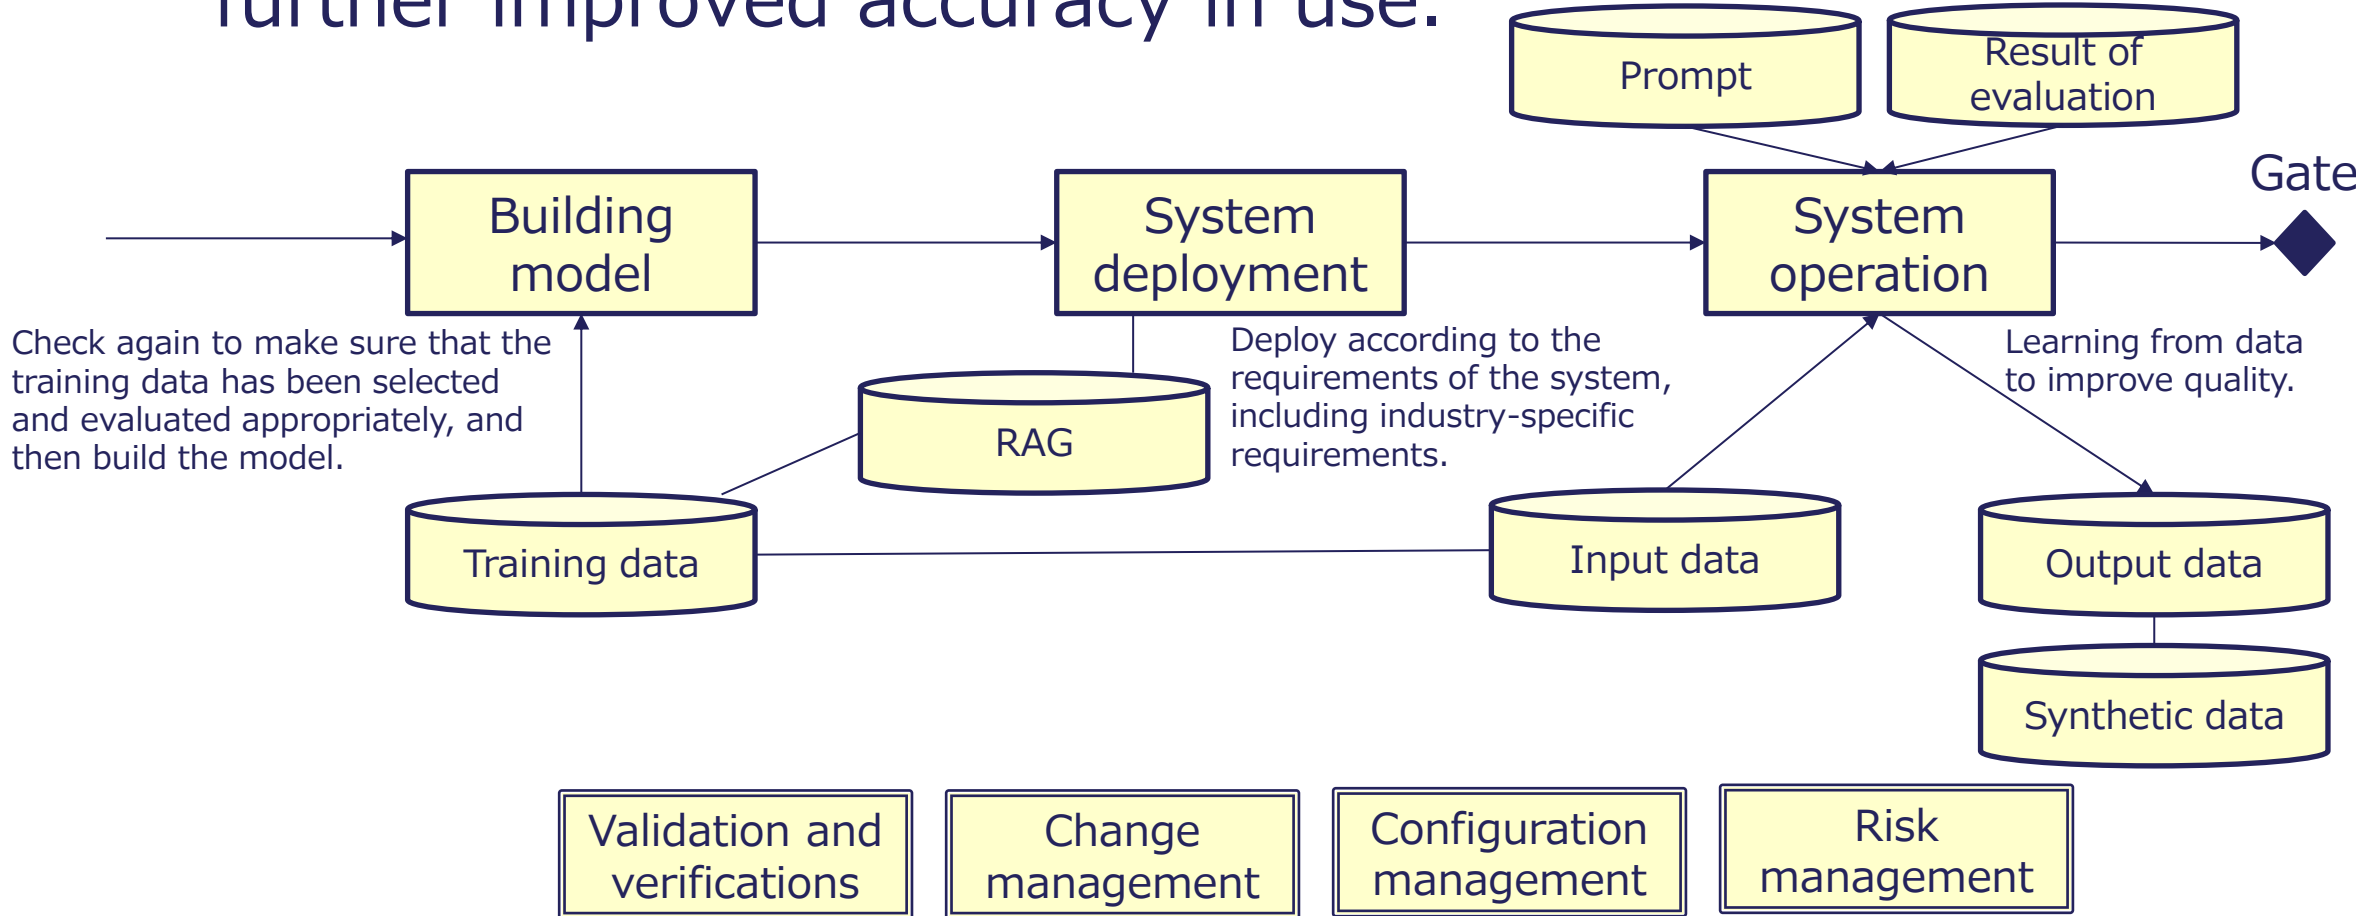 further improved accuracy in use.
Prompt
Result of
evaluation
Gate
Building
model
System
deployment
System
operation
Check again to make sure that the
training data has been selected
and evaluated appropriately, and
then build the model.
Deploy according to the
requirements of the system,
including industry-specific
requirements.
Learning from data
to improve quality.
RAG
Training data
Input data
Output data
Synthetic data
Validation and
verifications
Change
management
Configuration
management
Risk
management